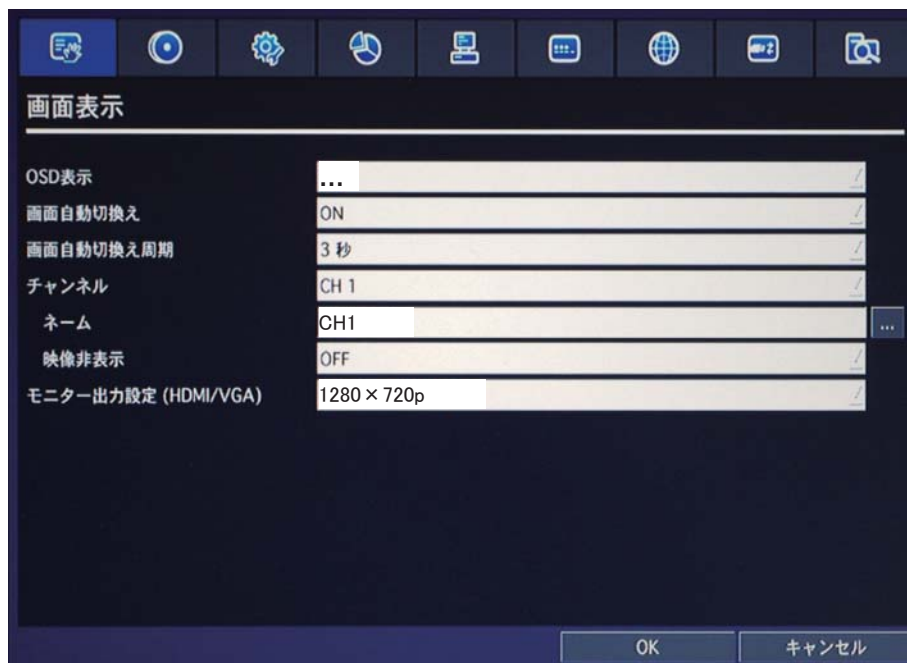 画面表示
OSD表示 ...
画面自動切換え ON
画面自動切換え周期 3 秒
チャンネル CH 1
ネーム CH1 ...
映像非表示 OFF
モニター出力設定 (HDMI/VGA) 1280×720p
OK キャンセル